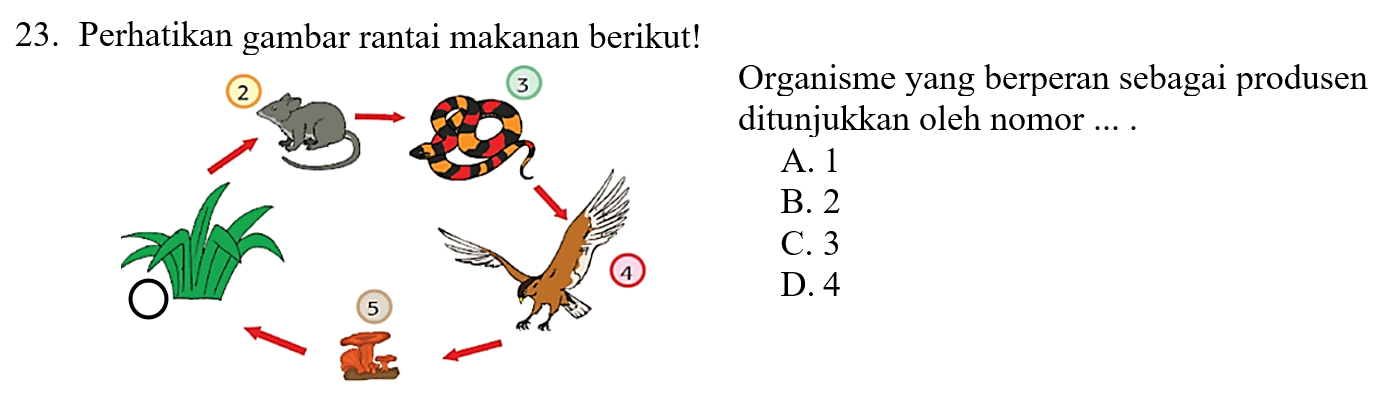 23. Perhatikan gambar rantai makanan berikut!
2
3
4
5
Organisme yang berperan sebagai produsen
ditunjukkan oleh nomor ... .
A. 1
B. 2
C. 3
D. 4